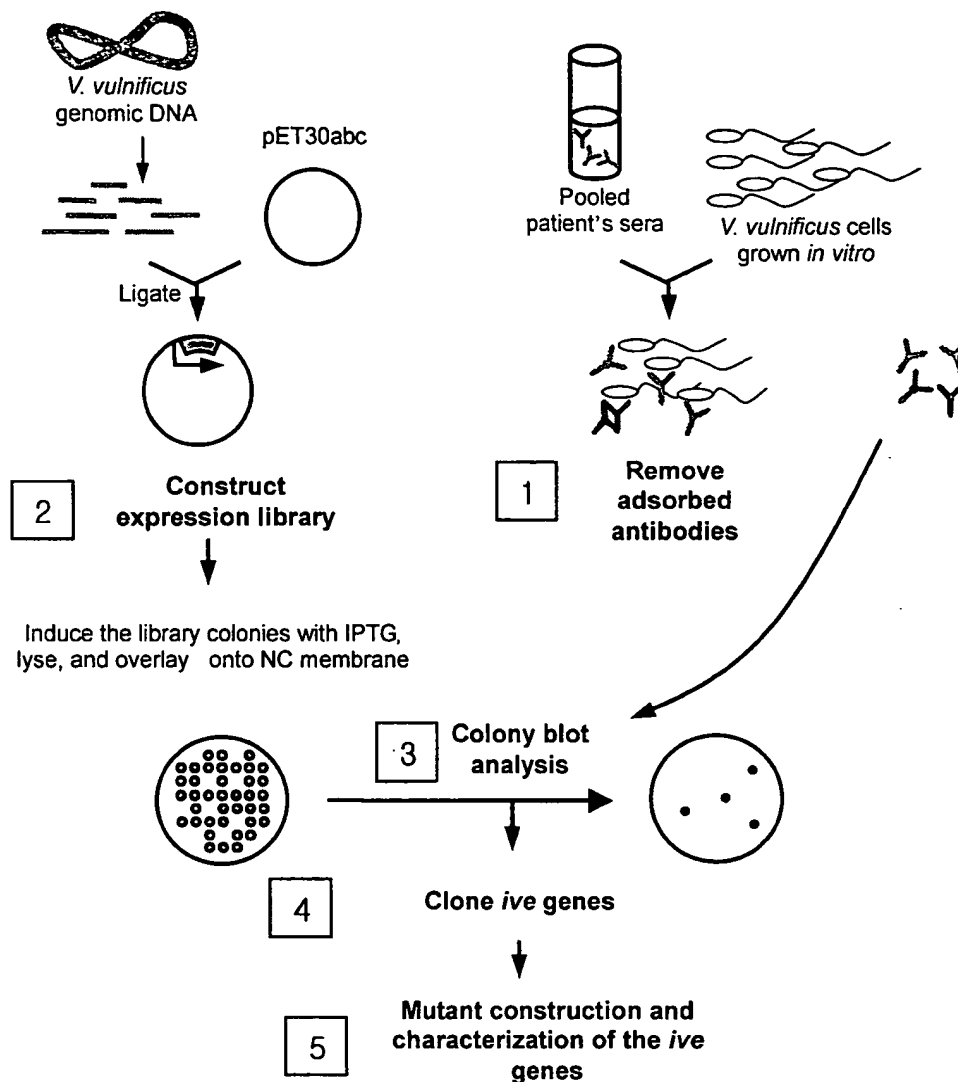 V. vulnificus
genomic DNA
pET30abc
Ligate
Pooled
patient's sera
V. vulnificus cells
grown in vitro
1
Remove
adsorbed
antibodies
2
Construct
expression library
Induce the library colonies with IPTG,
lyse, and overlay onto NC membrane
3
Colony blot
analysis
4
Clone ive genes
5
Mutant construction and
characterization of the ive
genes